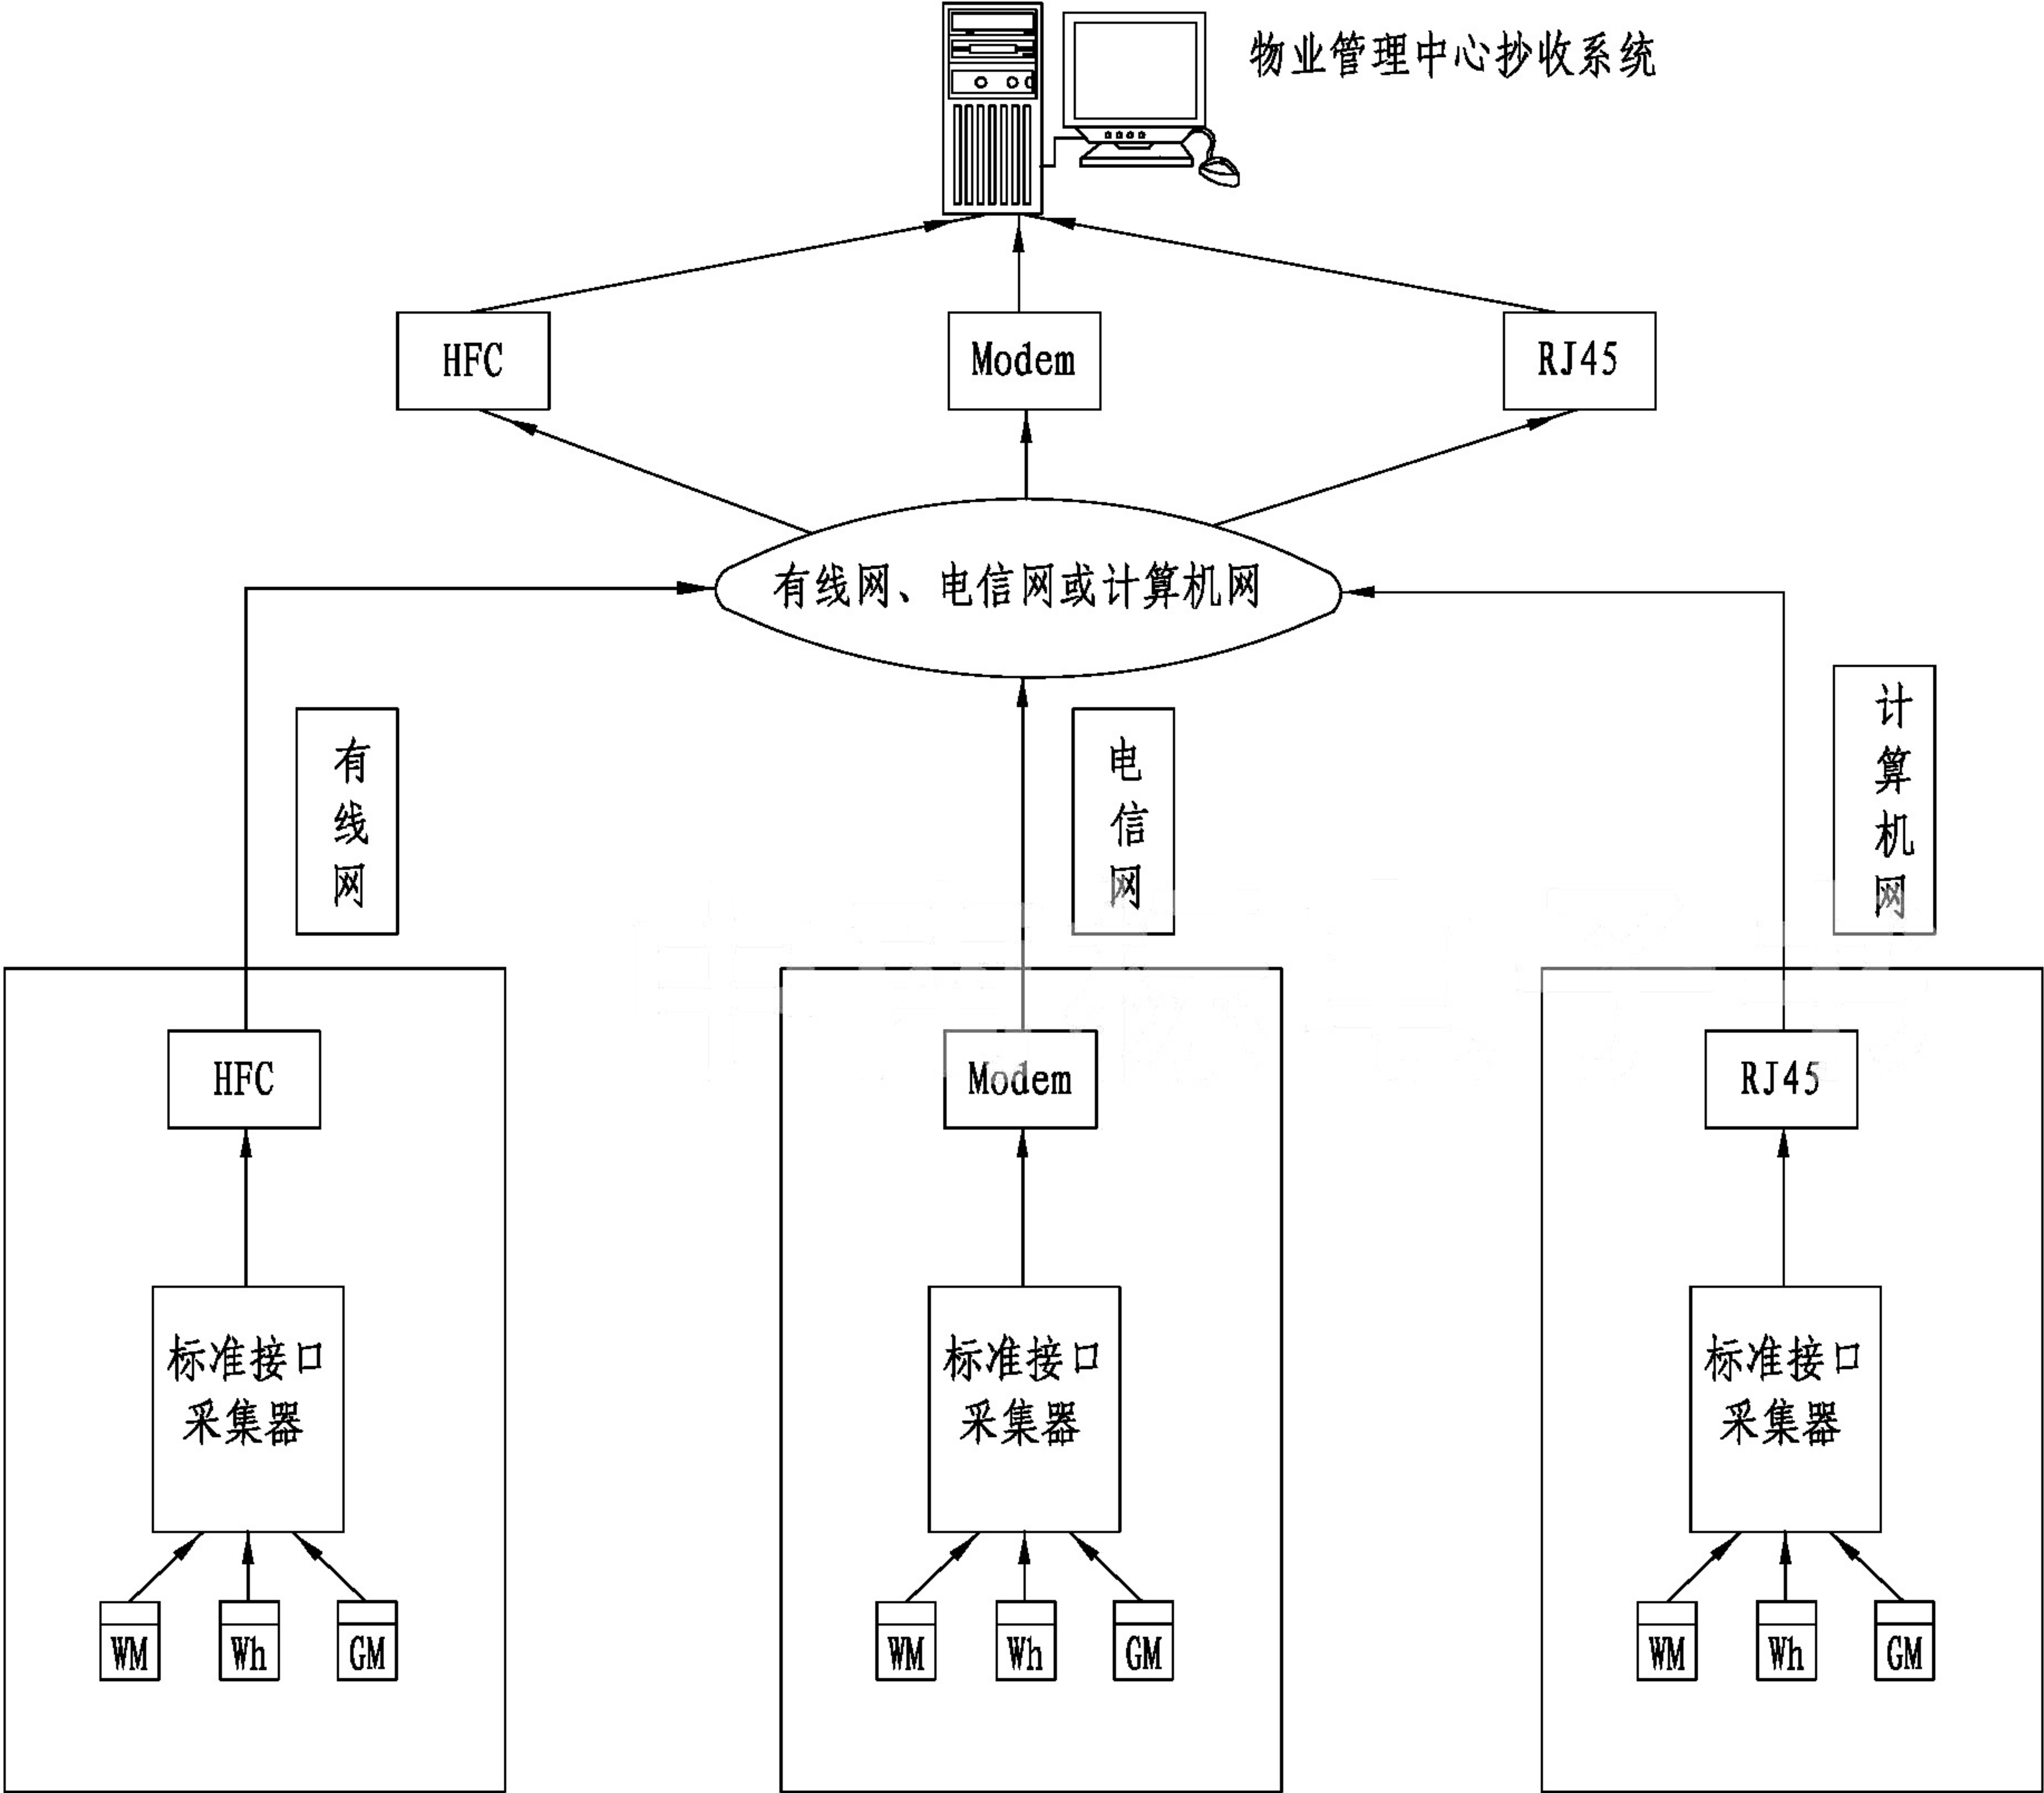 物业管理中心抄收系统
HFC
Modem
RJ45
有线网、电信网或计算机网
有线网
电信网
计算机网
HFC
Modem
RJ45
标准接口
采集器
标准接口
采集器
标准接口
采集器
WM
Wh
GM
WM
Wh
GM
WM
Wh
GM